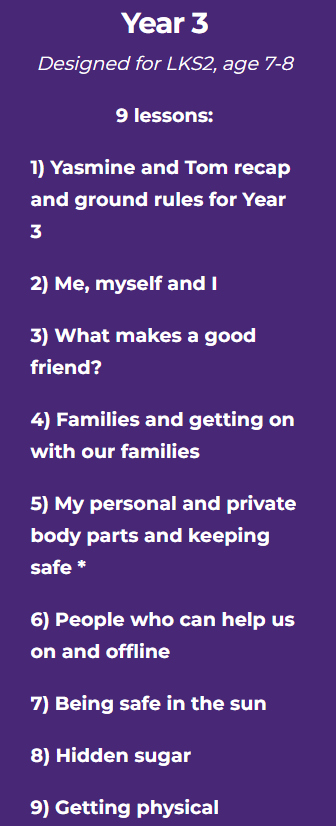 Year 3
Designed for LKS2, age 7-8
9 lessons:
1) Yasmine and Tom recap
and ground rules for Year
3
2) Me, myself and I
3) What makes a good
friend?
4) Families and getting on
with our families
5) My personal and private
body parts and keeping
safe *
6) People who can help us
on and offline
7) Being safe in the sun
8) Hidden sugar
9) Getting physical